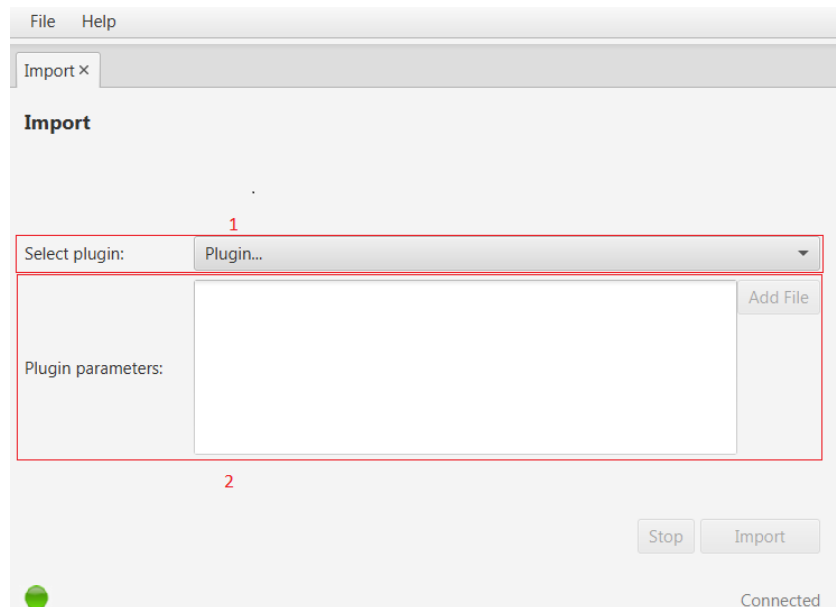 File Help
Import ×
Import
.
1
Select plugin: Plugin...
Add File
Plugin parameters:
2
Stop Import
Connected